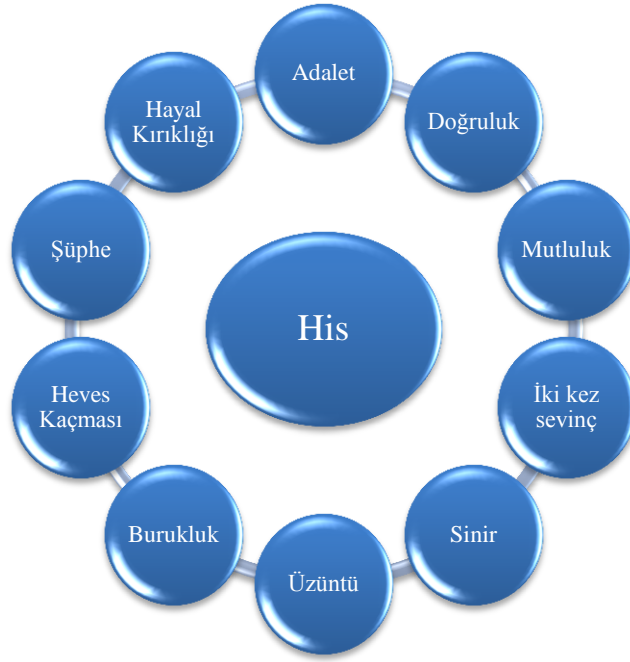 Adalet
Doğruluk
Mutluluk
İki kez
sevinç
Sinir
Üzüntü
Burukluk
Heves
Kaçması
Şüphe
Hayal
Kırıklığı
His